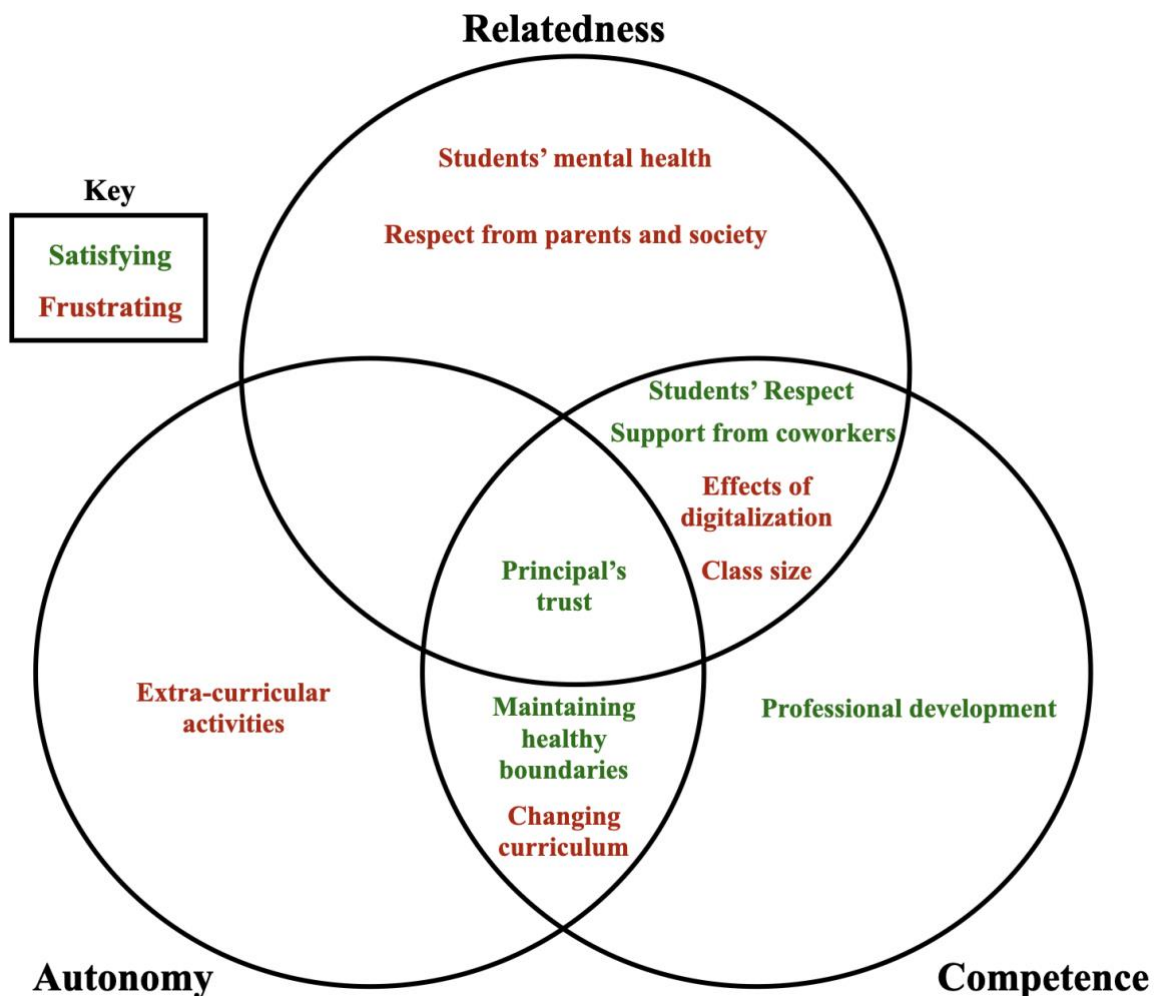 Relatedness
Students’ mental health
Respect from parents and society
Key
Satisfying
Frustrating
Students’ Respect
Support from coworkers
Effects of
digitalization
Class size
Principal’s
trust
Extra-curricular
activities
Maintaining
healthy
boundaries
Changing
curriculum
Professional development
Autonomy
Competence